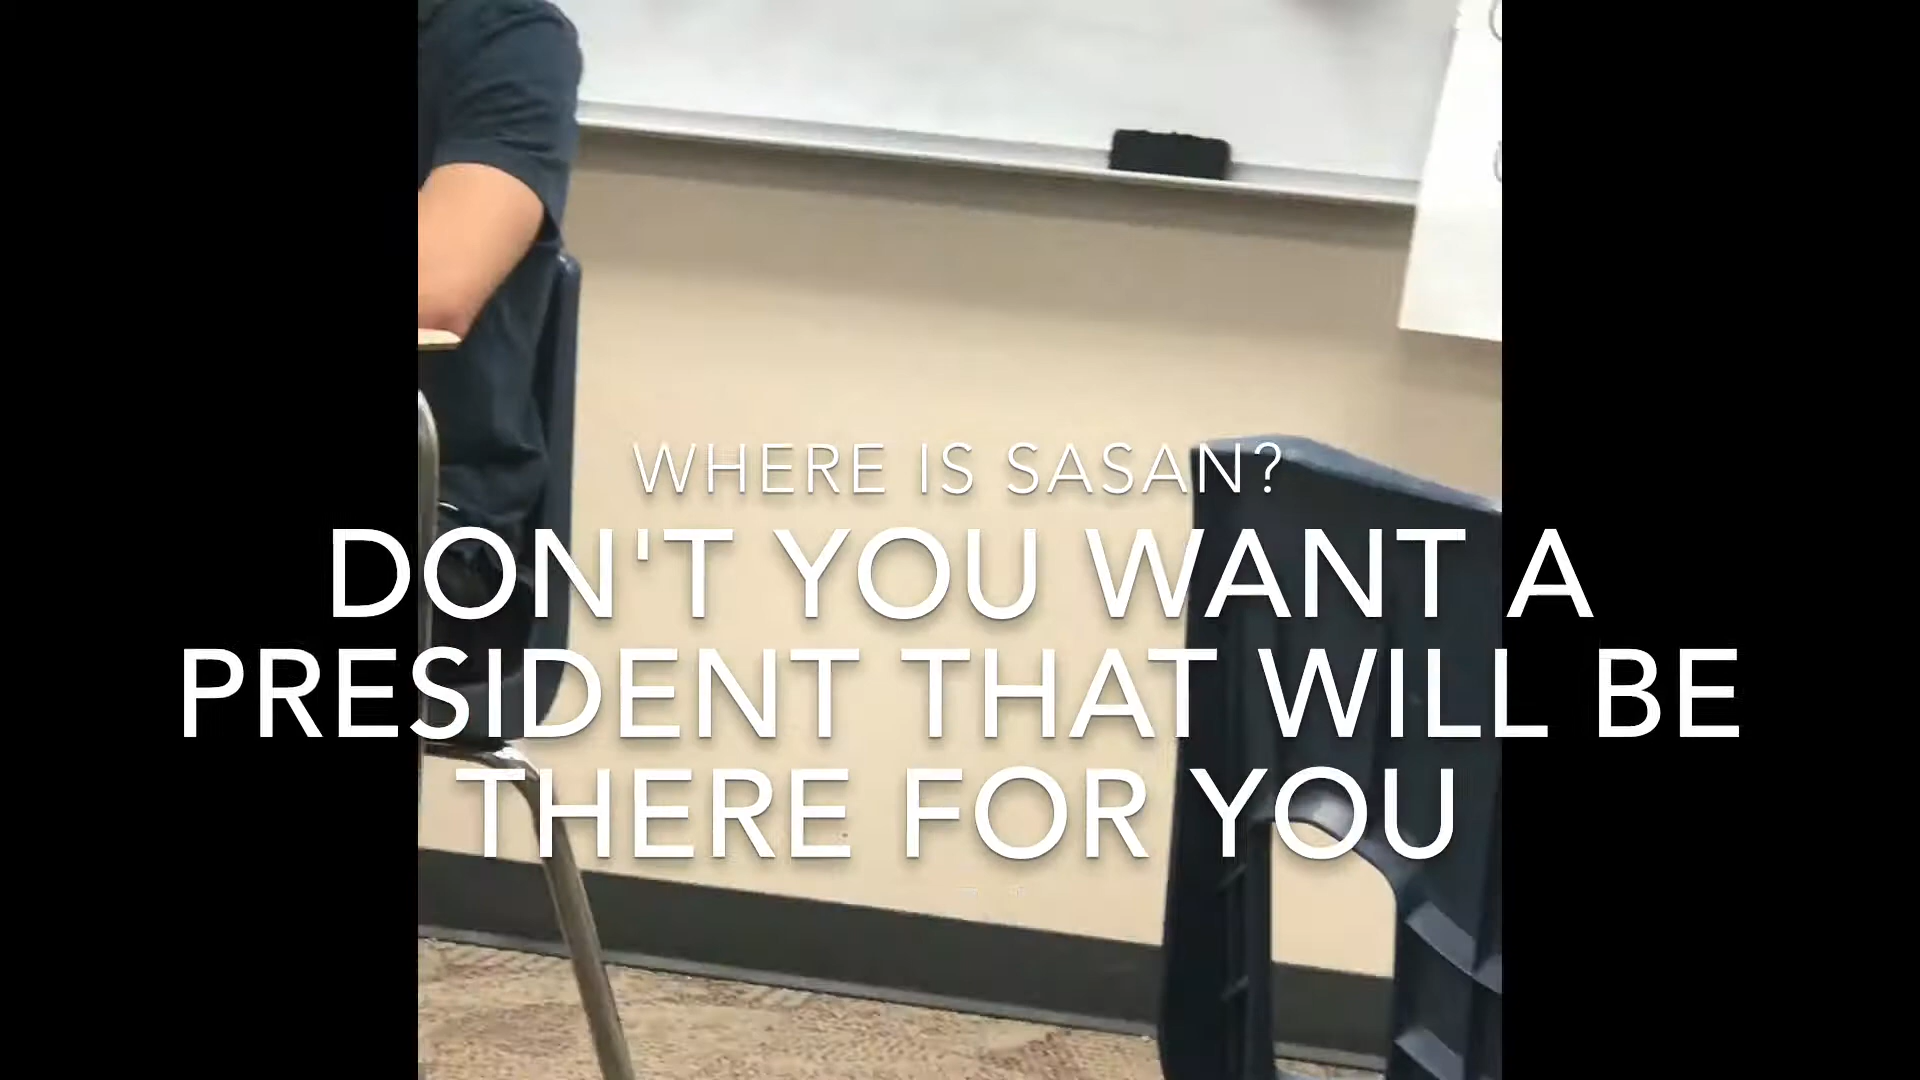 WHERE IS SASAN?
DON'T YOU WANT A
PRESIDENT THAT WILL BE
THERE FOR YOU